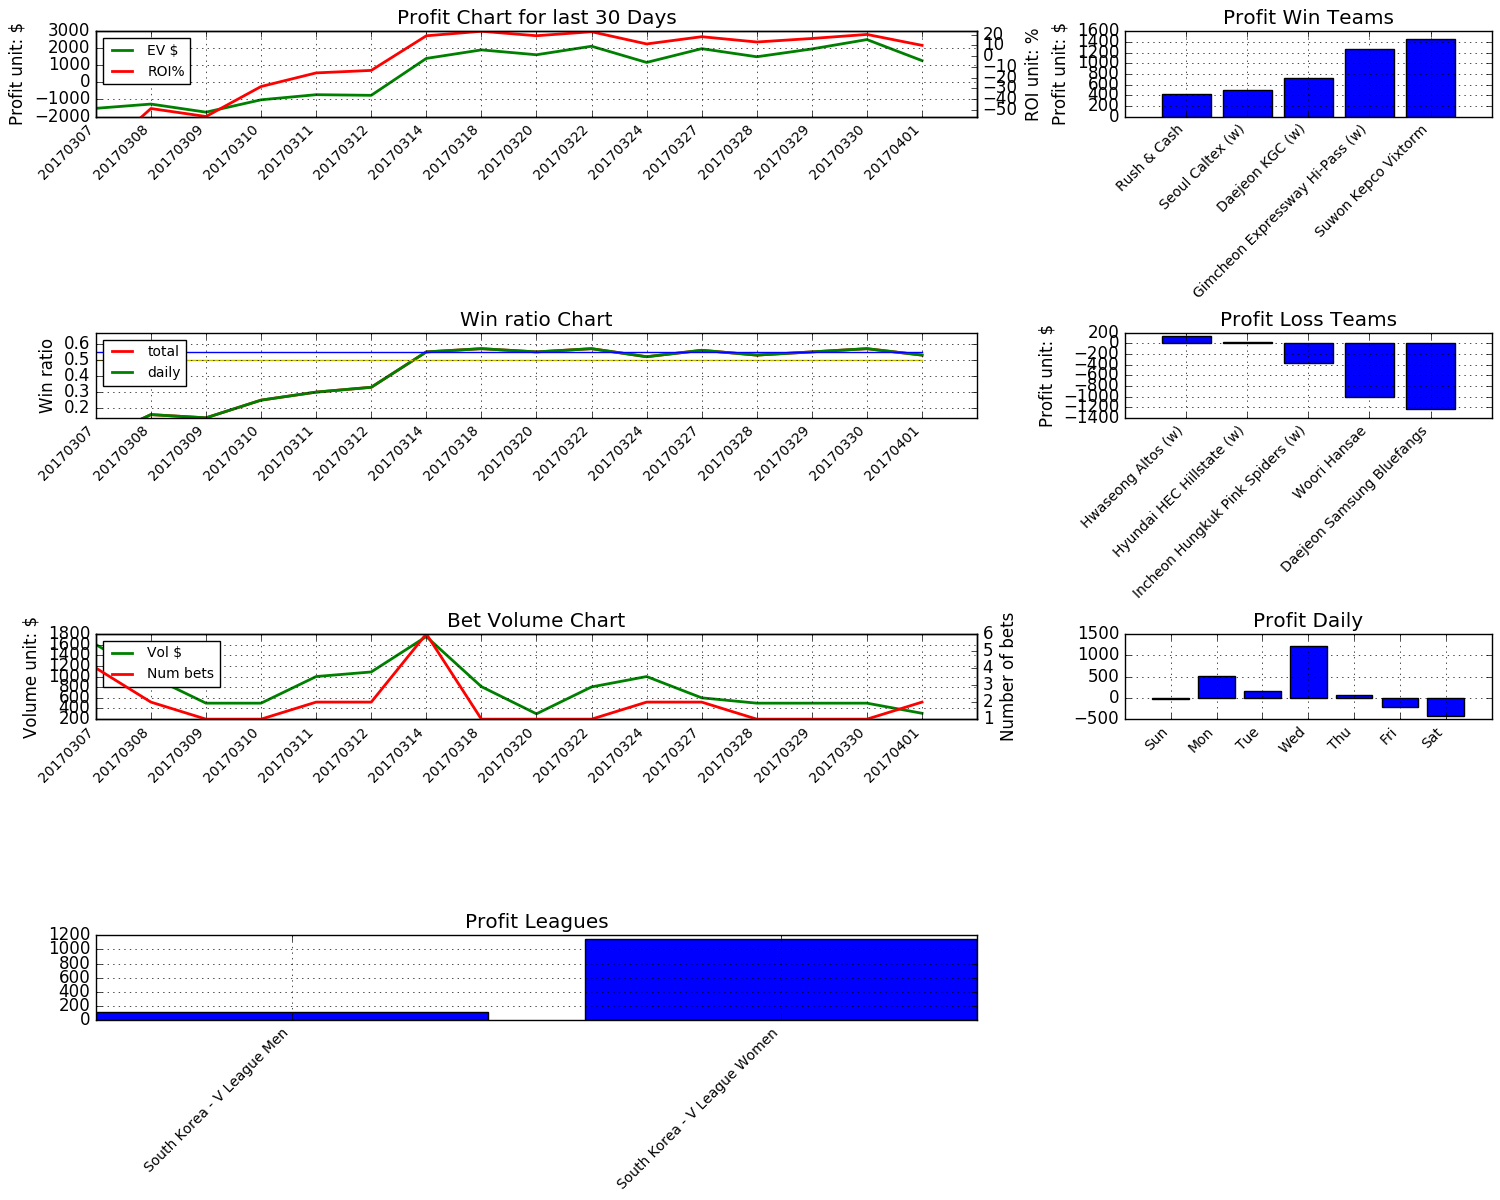 Profit Chart for last 30 Days
Profit unit: $
3000
2000
1000
0
−1000
−2000
EV $
ROI%
20
10
0
−10
−20
−30
−40
−50
ROI unit: %
20170307
20170308
20170309
20170310
20170311
20170312
20170314
20170318
20170320
20170322
20170324
20170327
20170328
20170329
20170330
20170401
Profit Win Teams
Profit unit: $
1600
1400
1200
1000
800
600
400
200
0
Rush & Cash
Seoul Caltex (w)
Daejeon KGC (w)
Gimcheon Expressway Hi-Pass (w)
Suwon Kepco Vixtorm
Win ratio Chart
Win ratio
0.6
0.5
0.4
0.3
0.2
total
daily
20170307
20170308
20170309
20170310
20170311
20170312
20170314
20170318
20170320
20170322
20170324
20170327
20170328
20170329
20170330
20170401
Profit Loss Teams
Profit unit: $
200
0
−200
−400
−600
−800
−1000
−1200
−1400
Hwaseong Altos (w)
Hyundai HEC Hillstate (w)
Incheon Hungkuk Pink Spiders (w)
Woori Hansae
Daejeon Samsung Bluefangs
Bet Volume Chart
Volume unit: $
1800
1600
1400
1200
1000
800
600
400
200
Vol $
Num bets
6
5
4
3
2
1
Number of bets
20170307
20170308
20170309
20170310
20170311
20170312
20170314
20170318
20170320
20170322
20170324
20170327
20170328
20170329
20170330
20170401
Profit Daily
1500
1000
500
0
−500
Sun
Mon
Tue
Wed
Thu
Fri
Sat
Profit Leagues
1200
1000
800
600
400
200
0
South Korea - V League Men
South Korea - V League Women